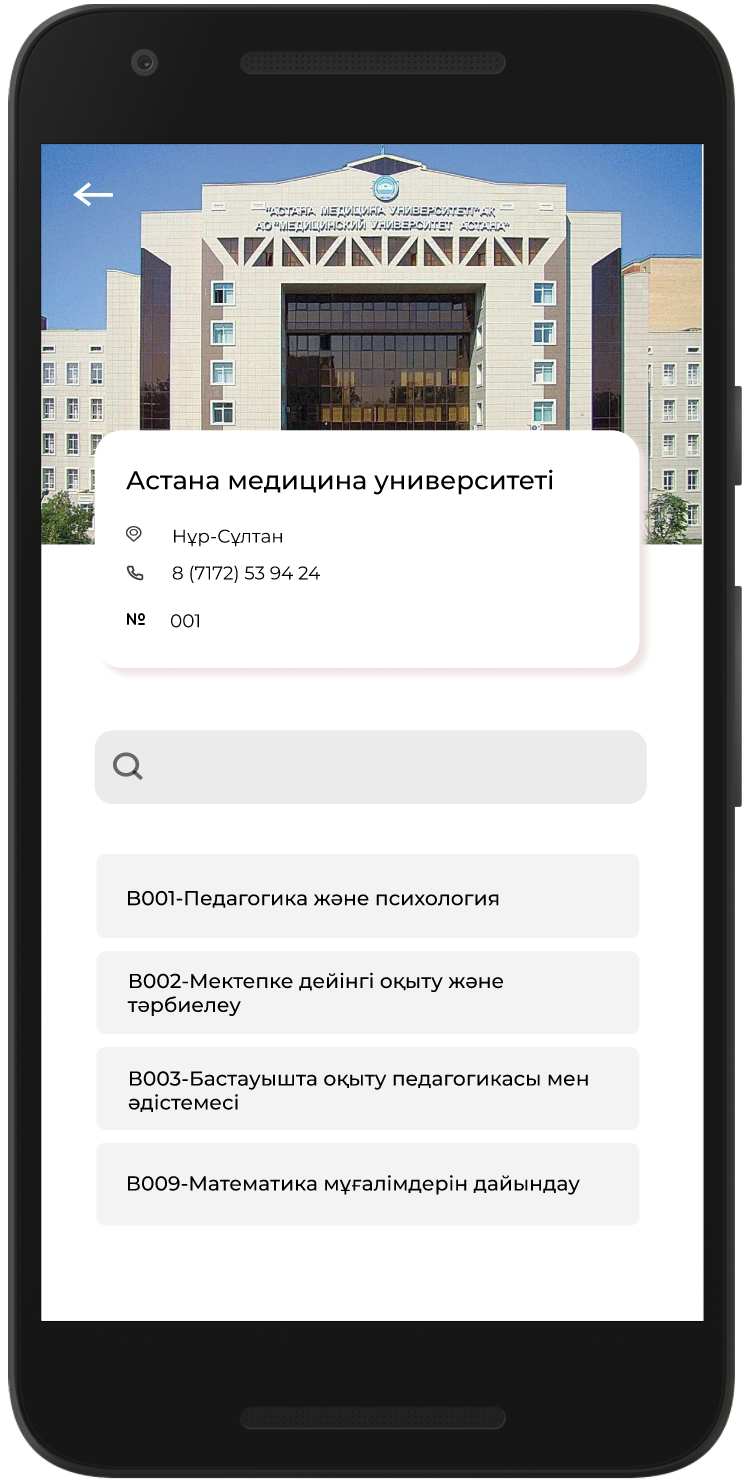 "АСТАНА МЕДИЦИНА УНИВЕРСИТЕТІ" АҚ
АО "МЕДИЦИНСКИЙ УНИВЕРСИТЕТ АСТАНА"
Астана медицина университеті
Нұр-Сұлтан
8 (7172) 53 94 24
№ 001
B001-Педагогика және психология
B002-Мектепке дейінгі оқыту және
тәрбиелеу
B003-Бастауышта оқыту педагогикасы мен
әдістемесі
B009-Математика мұғалімдерін дайындау